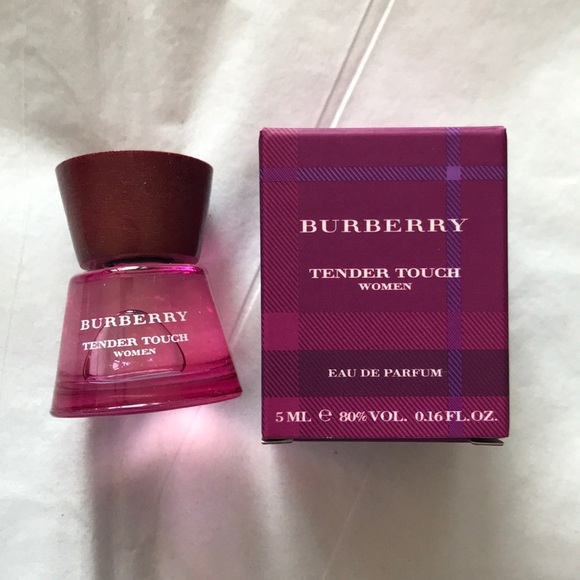 BURBERRY
TENDER TOUCH
WOMEN
BURBERRY
TENDER TOUCH
WOMEN
EAU DE PARFUM
5 ML ℮ 80% VOL. 0.16 FL.OZ.